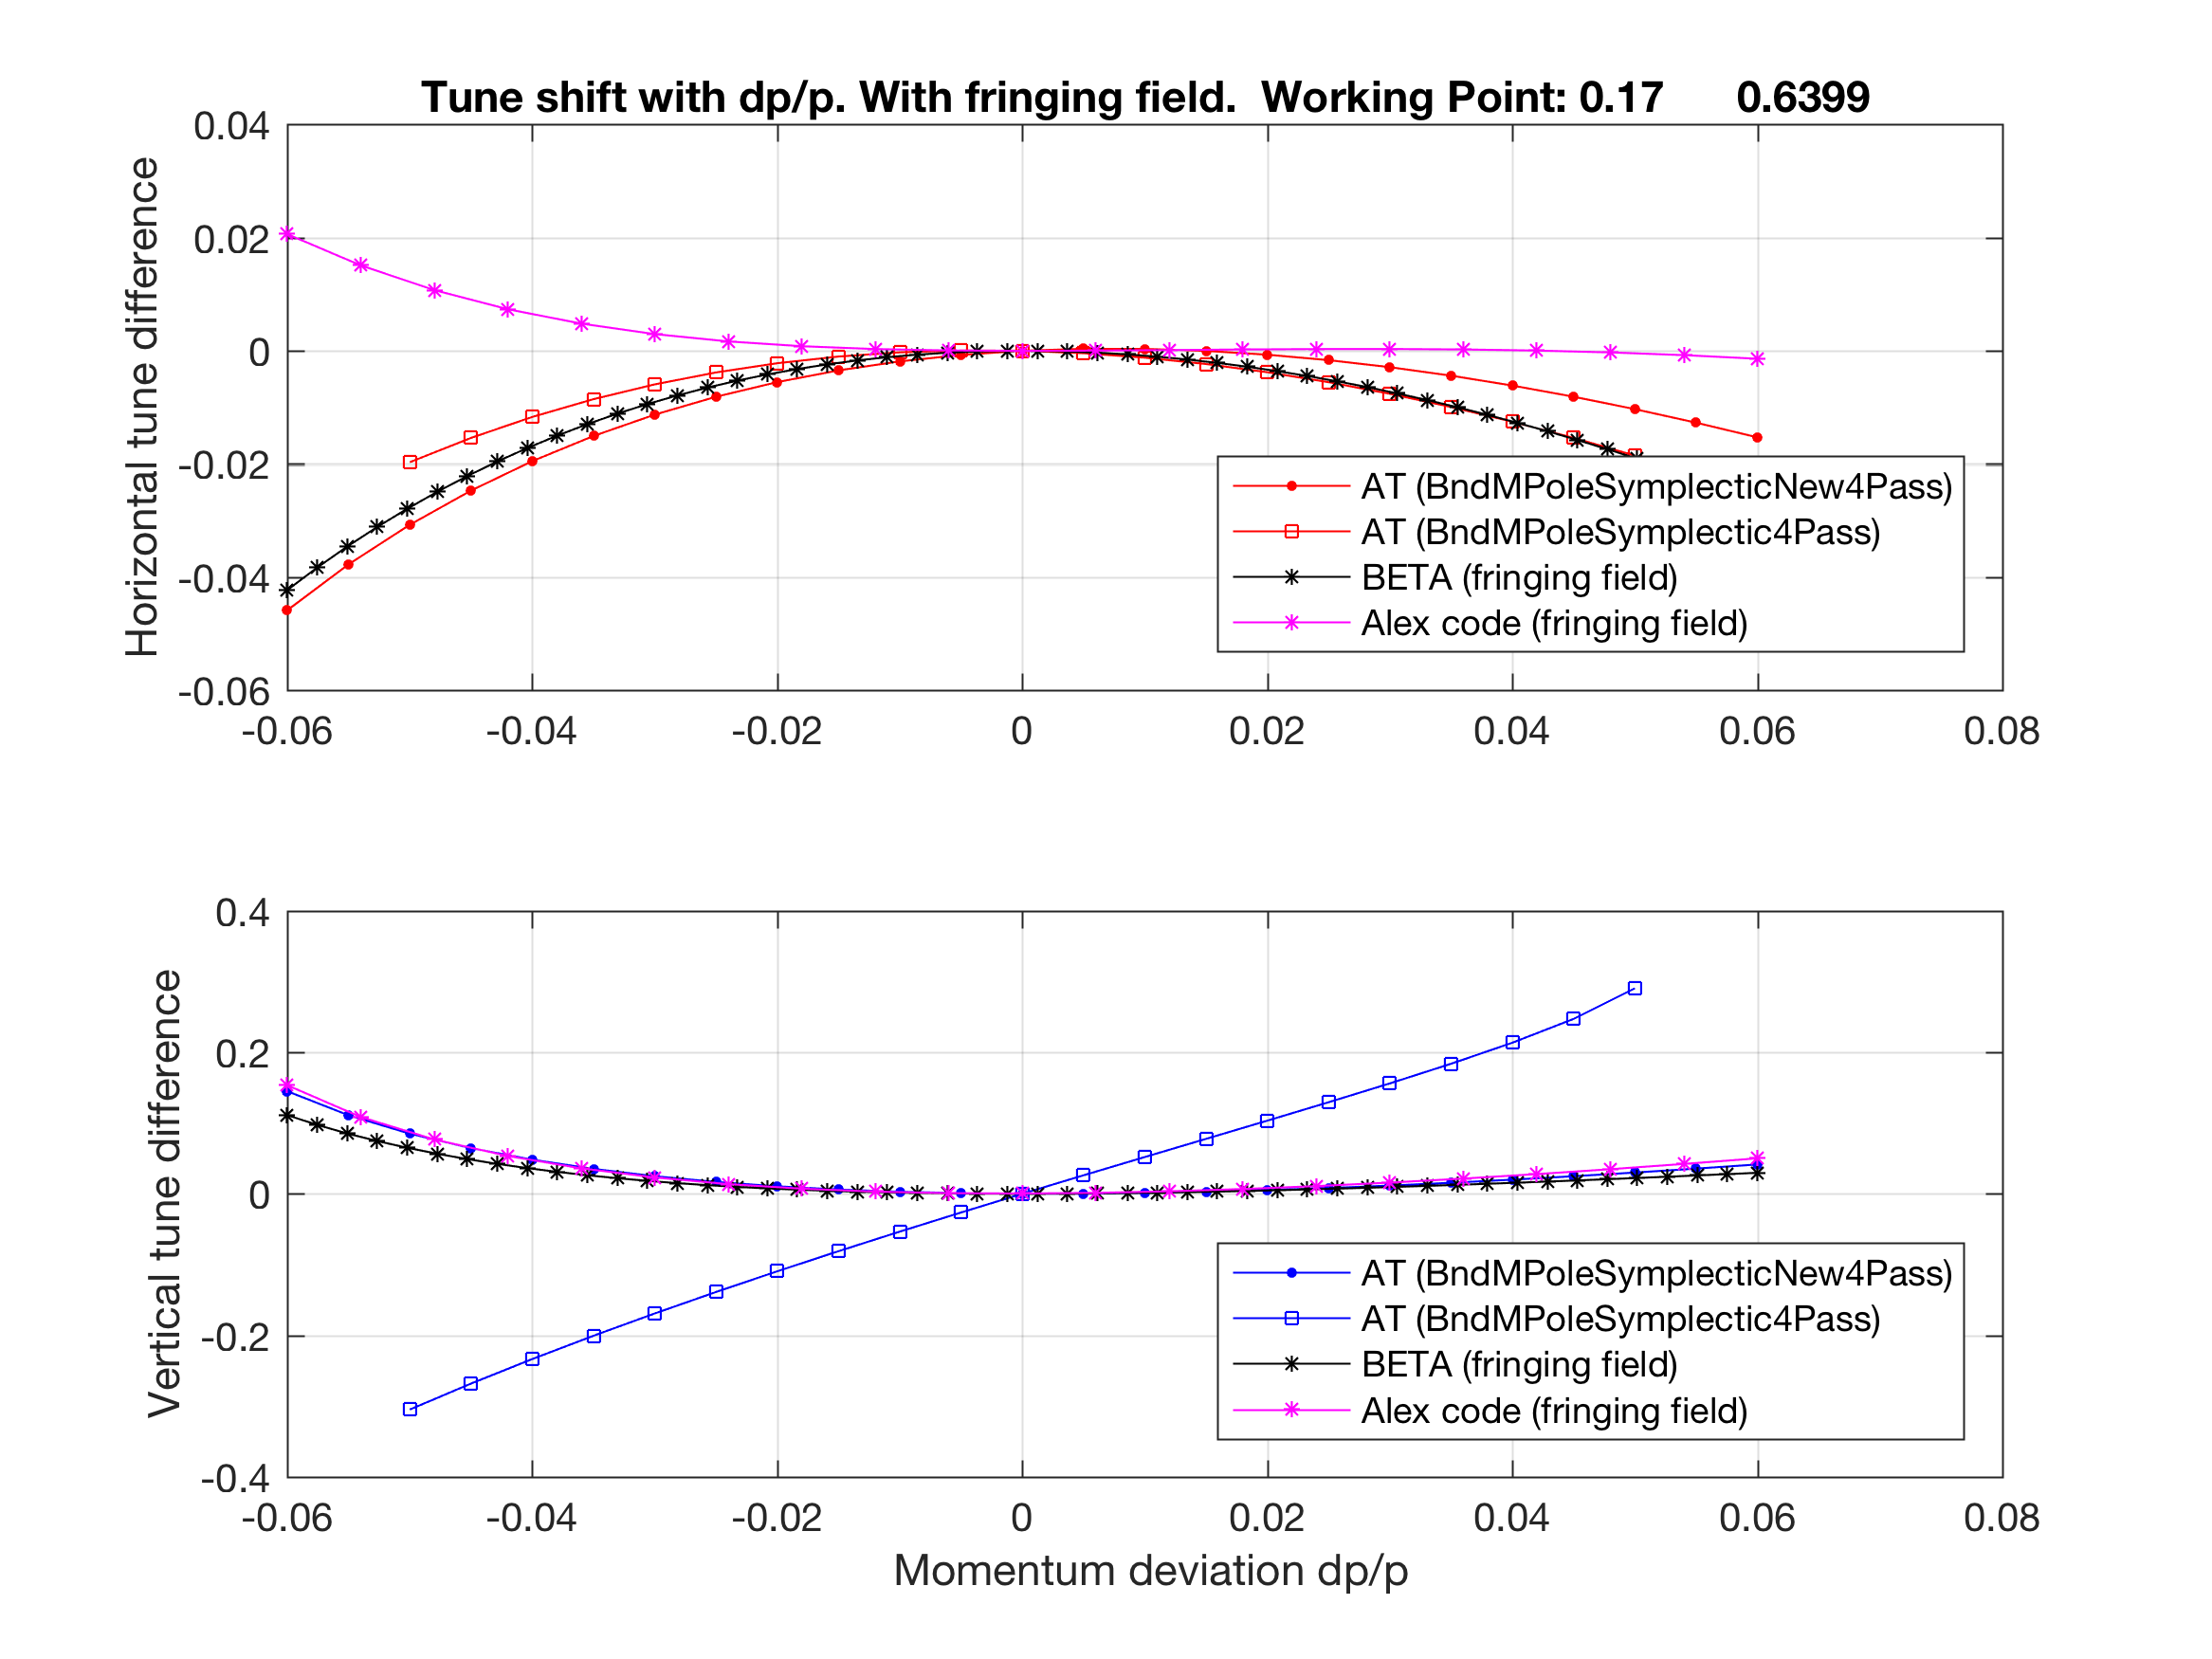 Tune shift with dp/p. With fringing field.  Working Point: 0.17      0.6399
Horizontal tune difference
0.04
0.02
0
-0.02
-0.04
-0.06
-0.06 -0.04 -0.02 0 0.02 0.04 0.06 0.08
AT (BndMPoleSymplecticNew4Pass)
AT (BndMPoleSymplectic4Pass)
BETA (fringing field)
Alex code (fringing field)
Vertical tune difference
0.4
0.2
0
-0.2
-0.4
-0.06 -0.04 -0.02 0 0.02 0.04 0.06 0.08
AT (BndMPoleSymplecticNew4Pass)
AT (BndMPoleSymplectic4Pass)
BETA (fringing field)
Alex code (fringing field)
Momentum deviation dp/p